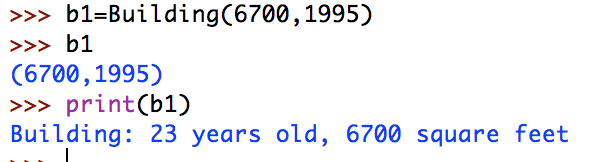 >>> b1=Building(6700,1995)
>>> b1
(6700,1995)
>>> print(b1)
Building: 23 years old, 6700 square feet
>>>